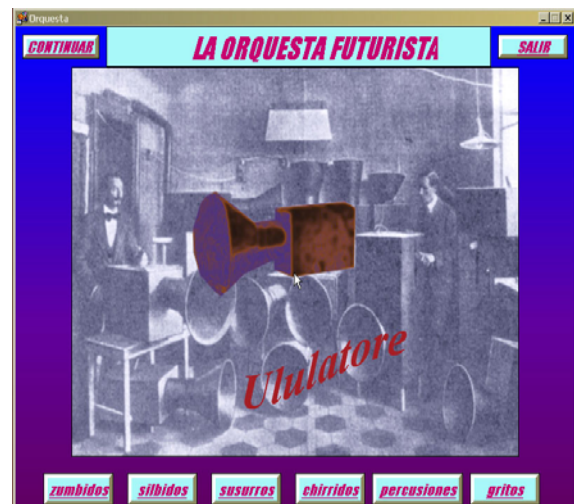 Orquesta
CONTINUAR
LA ORQUESTA FUTURISTA
SALIR
Ululatore
zumbidos
silbidos
susurros
chirridos
percusiones
gritos